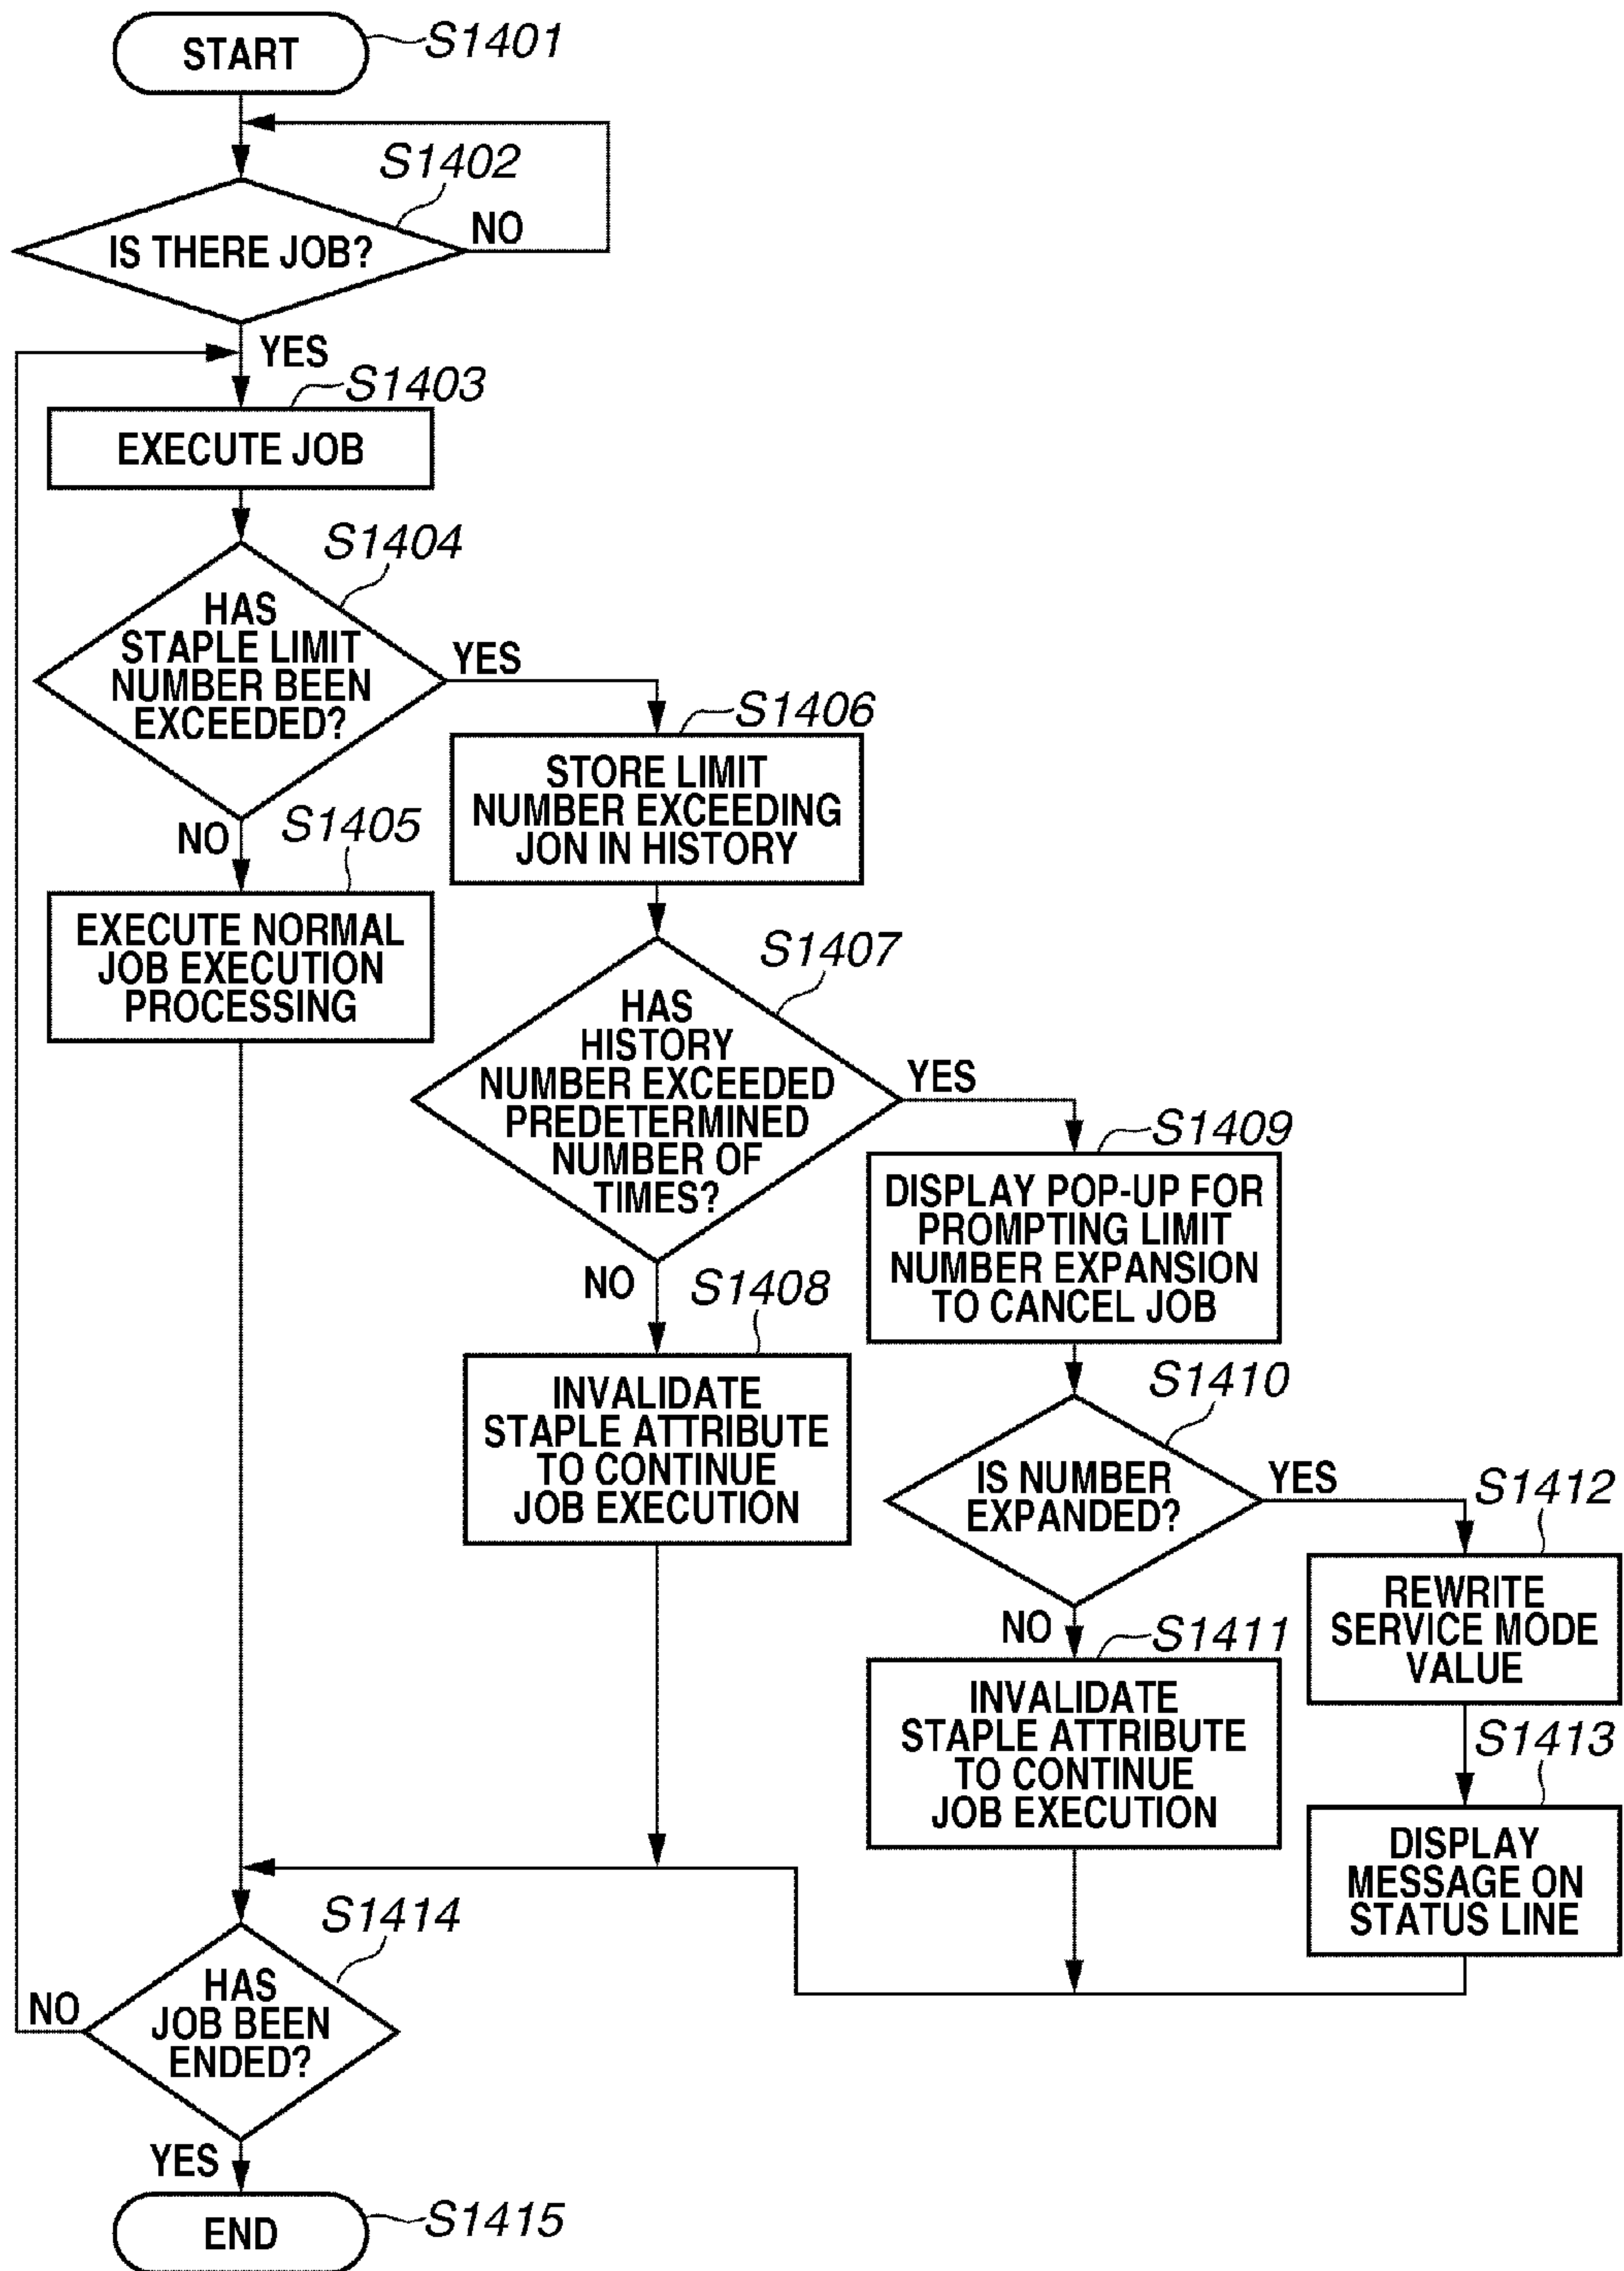 START
S1401
S1402
IS THERE JOB?
NO
YES
S1403
EXECUTE JOB
S1404
HAS
STAPLE LIMIT
NUMBER BEEN
EXCEEDED?
YES
NO
S1405
EXECUTE NORMAL
JOB EXECUTION
PROCESSING
S1406
STORE LIMIT
NUMBER EXCEEDING
JON IN HISTORY
S1407
HAS
HISTORY
NUMBER EXCEEDED
PREDETERMINED
NUMBER OF
TIMES?
YES
NO
S1408
INVALIDATE
STAPLE ATTRIBUTE
TO CONTINUE
JOB EXECUTION
S1409
DISPLAY POP-UP FOR
PROMPTING LIMIT
NUMBER EXPANSION
TO CANCEL JOB
S1410
IS NUMBER
EXPANDED?
YES
NO
S1411
INVALIDATE
STAPLE ATTRIBUTE
TO CONTINUE
JOB EXECUTION
S1412
REWRITE
SERVICE MODE
VALUE
S1413
DISPLAY
MESSAGE ON
STATUS LINE
S1414
HAS
JOB BEEN
ENDED?
NO
YES
END
S1415